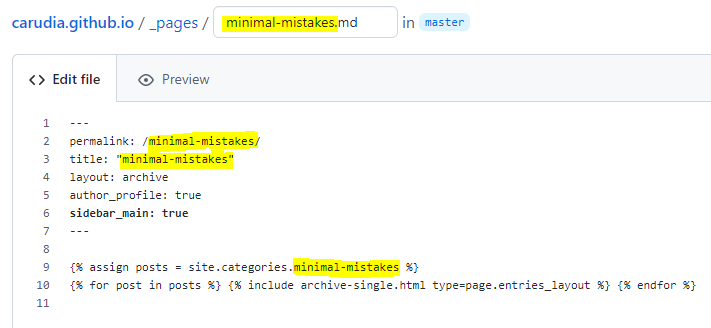 carudia.github.io / _pages / minimal-mistakes.md in master
Edit file Preview
1 ---
2 permalink: /minimal-mistakes/
3 title: "minimal-mistakes"
4 layout: archive
5 author_profile: true
6 sidebar_main: true
7 ---
8
9 {% assign posts = site.categories.minimal-mistakes %}
10 {% for post in posts %} {% include archive-single.html type=page.entries_layout %} {% endfor %}
11